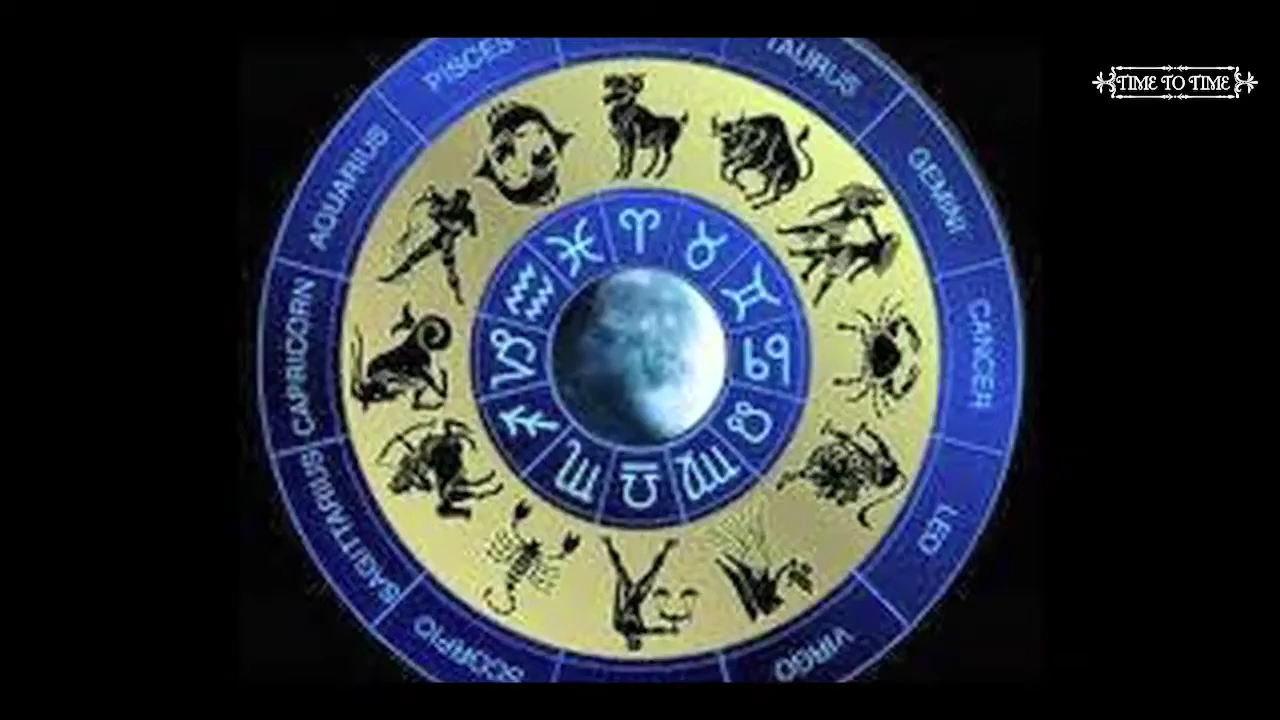 TIME TO TIME
PISCES
TAURUS
GEMINI
CANCER
LEO
VIRGO
SCORPIO
SAGITTARIUS
CAPRICORN
AQUARIUS